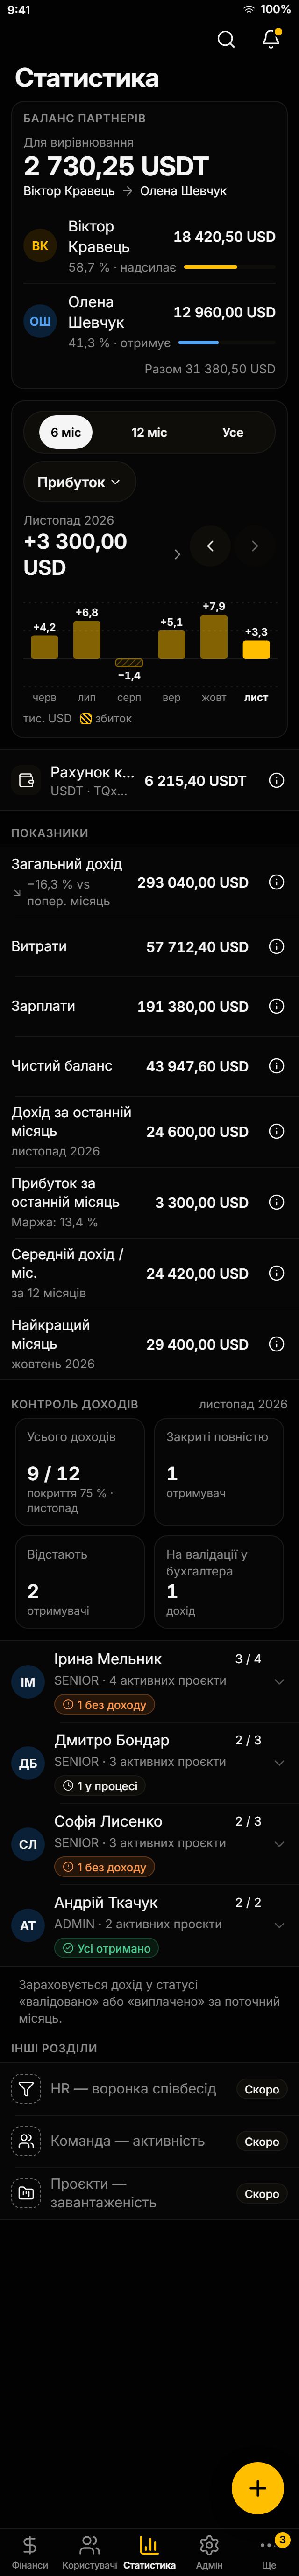 9:41
100%
Статистика
БАЛАНС ПАРТНЕРІВ
Для вирівнювання
2 730,25 USDT
Віктор Кравець → Олена Шевчук
ВК
Віктор
Кравець
18 420,50 USD
58,7 % · надсилає
ОШ
Олена
Шевчук
12 960,00 USD
41,3 % · отримує
Разом 31 380,50 USD
6 міс
12 міс
Усе
Прибуток
Листопад 2026
+3 300,00
USD
+4,2
+6,8
−1,4
+5,1
+7,9
+3,3
черв
лип
серп
вер
жовт
лист
тис. USD
збиток
Рахунок к...
6 215,40 USDT
USDT · TQx...
ПОКАЗНИКИ
Загальний дохід
−16,3 % vs
попер. місяць
293 040,00 USD
Витрати
57 712,40 USD
Зарплати
191 380,00 USD
Чистий баланс
43 947,60 USD
Дохід за останній
місяць
листопад 2026
24 600,00 USD
Прибуток за
останній місяць
Маржа: 13,4 %
3 300,00 USD
Середній дохід /
міс.
за 12 місяців
24 420,00 USD
Найкращий
місяць
жовтень 2026
29 400,00 USD
КОНТРОЛЬ ДОХОДІВ
листопад 2026
Усього доходів
9 / 12
покриття 75 % ·
листопад
Закриті повністю
1
отримувач
Відстають
2
отримувачі
На валідації у
бухгалтера
1
дохід
ІМ
Ірина Мельник
3 / 4
SENIOR · 4 активних проєкти
1 без доходу
ДБ
Дмитро Бондар
2 / 3
SENIOR · 3 активних проєкти
1 у процесі
СЛ
Софія Лисенко
2 / 3
SENIOR · 3 активних проєкти
1 без доходу
АТ
Андрій Ткачук
2 / 2
ADMIN · 2 активних проєкти
Усі отримано
Зараховується дохід у статусі
«валідовано» або «виплачено» за поточний
місяць.
ІНШІ РОЗДІЛИ
HR — воронка співбесід
Скоро
Команда — активність
Скоро
Проєкти —
завантаженість
Скоро
3
Фінанси
Користувачі
Статистика
Адмін
Ще